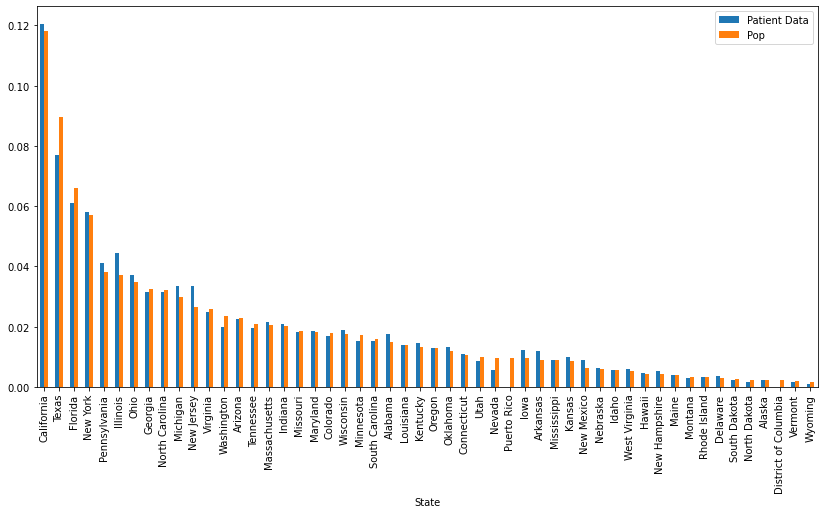 Patient Data
Pop
0.12
0.10
0.08
0.06
0.04
0.02
0.00
California
Texas
Florida
New York
Pennsylvania
Illinois
Ohio
Georgia
North Carolina
Michigan
New Jersey
Virginia
Washington
Arizona
Tennessee
Massachusetts
Indiana
Missouri
Maryland
Colorado
Wisconsin
Minnesota
South Carolina
Alabama
Louisiana
Kentucky
Oregon
Oklahoma
Connecticut
Utah
Nevada
Puerto Rico
Iowa
Arkansas
Mississippi
Kansas
New Mexico
Nebraska
Idaho
West Virginia
Hawaii
New Hampshire
Maine
Montana
Rhode Island
Delaware
South Dakota
North Dakota
Alaska
District of Columbia
Vermont
Wyoming
State